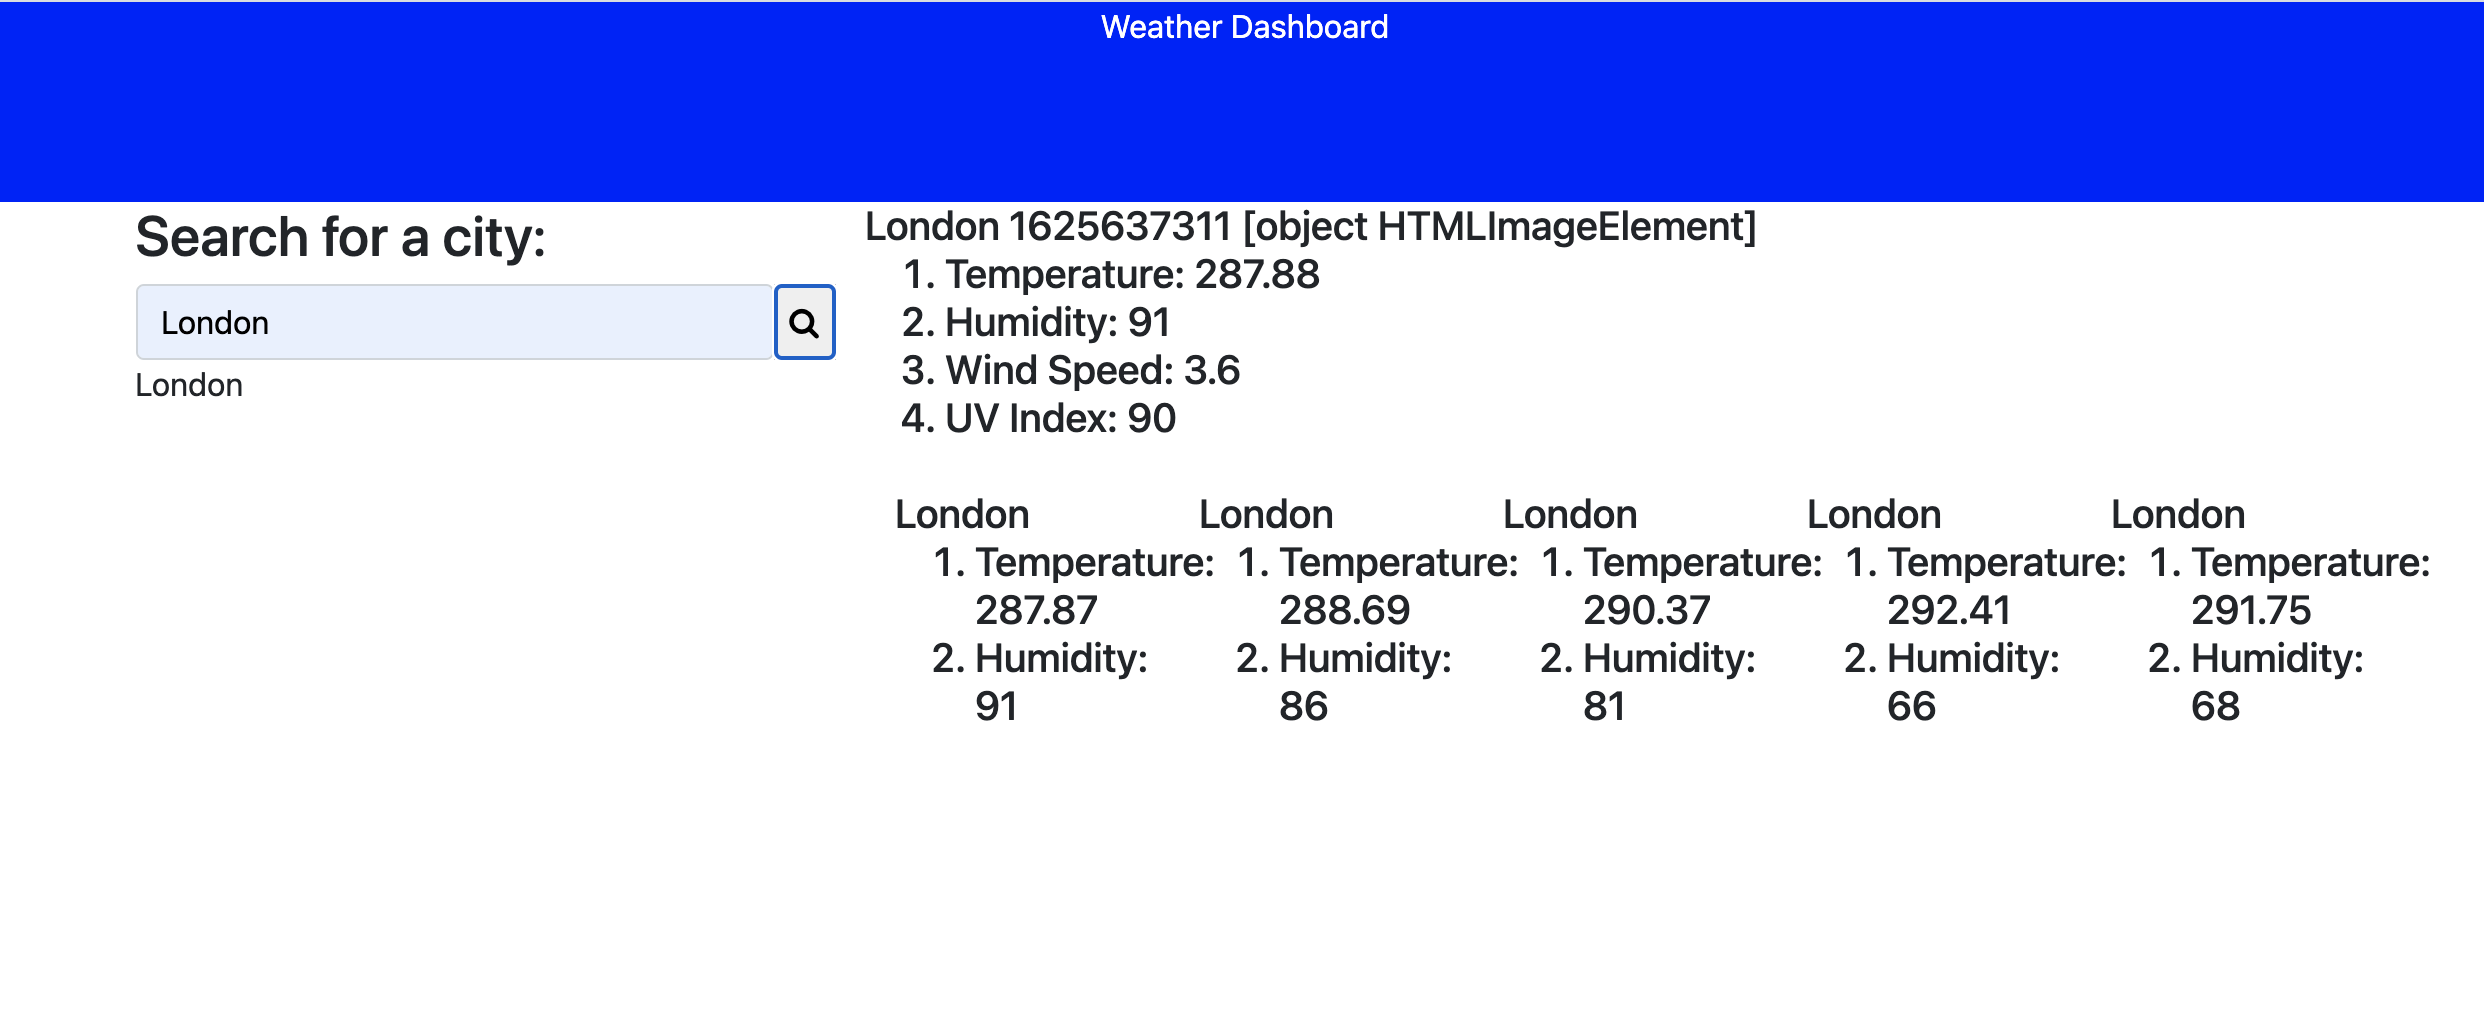 Weather Dashboard
Search for a city:
London
London
London 1625637311 [object HTMLImageElement]
1. Temperature: 287.88
2. Humidity: 91
3. Wind Speed: 3.6
4. UV Index: 90
London
1. Temperature:
287.87
2. Humidity:
91
London
1. Temperature:
288.69
2. Humidity:
86
London
1. Temperature:
290.37
2. Humidity:
81
London
1. Temperature:
292.41
2. Humidity:
66
London
1. Temperature:
291.75
2. Humidity:
68